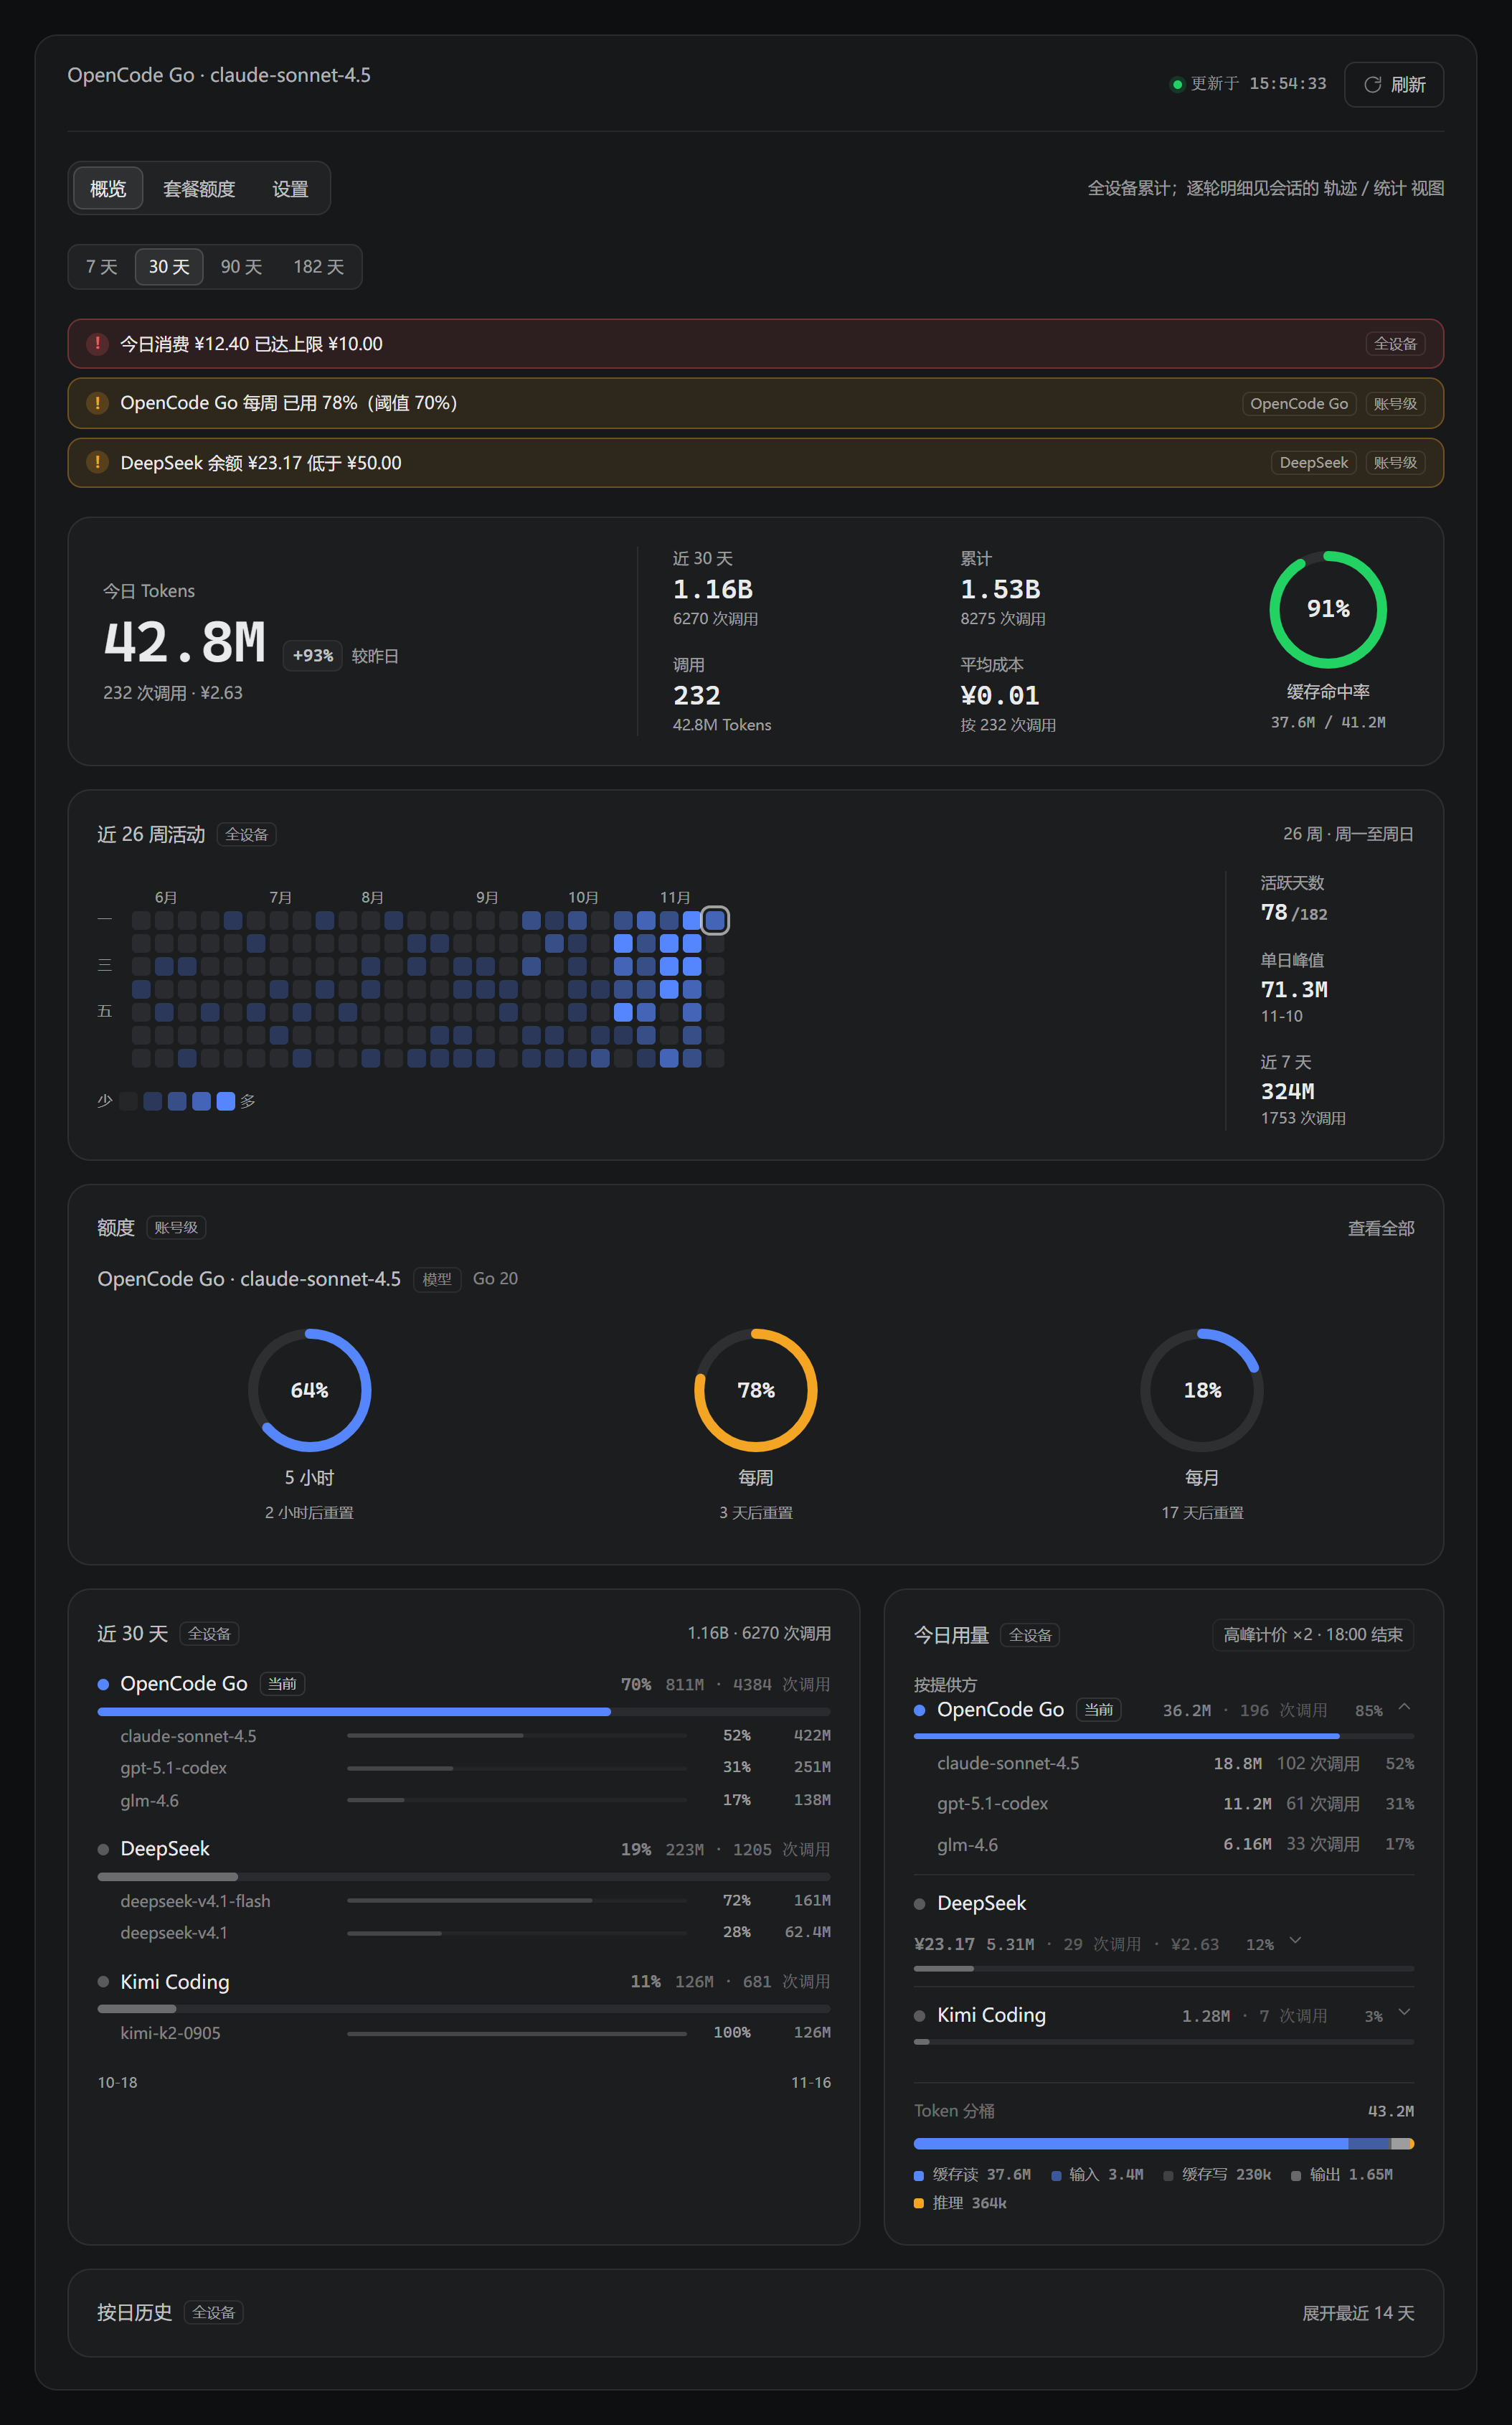 OpenCode Go · claude-sonnet-4.5
更新于 15:54:33
刷新
概览 套餐额度 设置
全设备累计；逐轮明细见会话的 轨迹 / 统计 视图
7 天 30 天 90 天 182 天
! 今日消费 ¥12.40 已达上限 ¥10.00 全设备
! OpenCode Go 每周 已用 78%（阈值 70%） OpenCode Go 账号级
! DeepSeek 余额 ¥23.17 低于 ¥50.00 DeepSeek 账号级
今日 Tokens
42.8M +93% 较昨日
232 次调用 · ¥2.63
近 30 天
1.16B
6270 次调用
累计
1.53B
8275 次调用
调用
232
42.8M Tokens
平均成本
¥0.01
按 232 次调用
91%
缓存命中率
37.6M / 41.2M
近 26 周活动 全设备
26 周 · 周一至周日
6月 7月 8月 9月 10月 11月
一
三
五
少 多
活跃天数
78/182
单日峰值
71.3M
11-10
近 7 天
324M
1753 次调用
额度 账号级
查看全部
OpenCode Go · claude-sonnet-4.5 模型 Go 20
64%
5 小时
2 小时后重置
78%
每周
3 天后重置
18%
每月
17 天后重置
近 30 天 全设备
1.16B · 6270 次调用
OpenCode Go 当前 70% 811M · 4384 次调用
claude-sonnet-4.5 52% 422M
gpt-5.1-codex 31% 251M
glm-4.6 17% 138M
DeepSeek 19% 223M · 1205 次调用
deepseek-v4.1-flash 72% 161M
deepseek-v4.1 28% 62.4M
Kimi Coding 11% 126M · 681 次调用
kimi-k2-0905 100% 126M
10-18 11-16
今日用量 全设备
高峰计价 ×2 · 18:00 结束
按提供方
OpenCode Go 当前 36.2M · 196 次调用 85%
claude-sonnet-4.5 18.8M 102 次调用 52%
gpt-5.1-codex 11.2M 61 次调用 31%
glm-4.6 6.16M 33 次调用 17%
DeepSeek
¥23.17 5.31M · 29 次调用 · ¥2.63 12%
Kimi Coding 1.28M · 7 次调用 3%
Token 分桶 43.2M
缓存读 37.6M 输入 3.4M 缓存写 230k 输出 1.65M
推理 364k
按日历史 全设备
展开最近 14 天